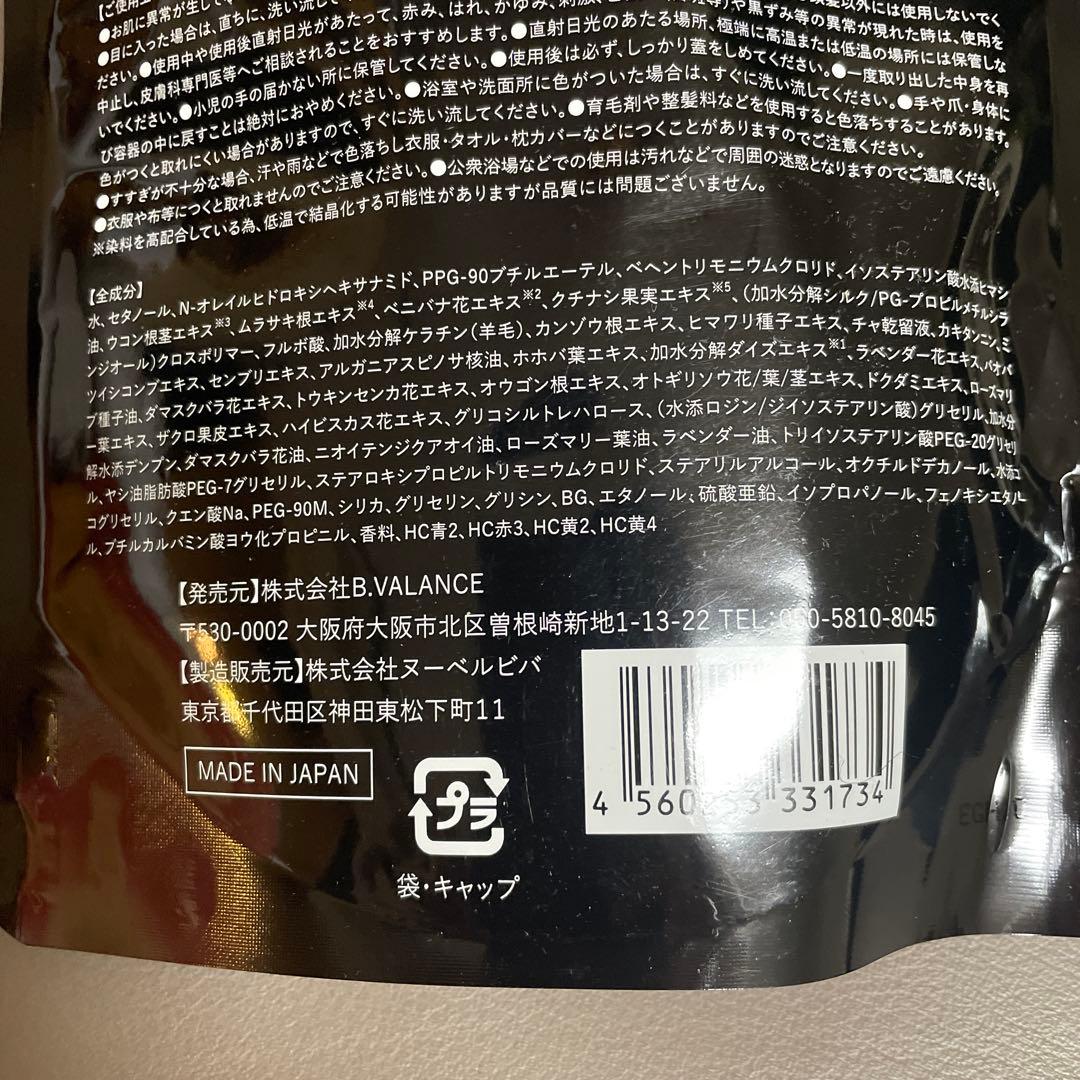 ●お肌に異常が生じて
●目に入った場合は、直ちに、洗い流して
ださい。●使用中や使用後直射日光があたって、赤み、はれ、かゆみ、刺激、
中止し、皮膚科専門医等へご相談されることをおすすめします。●直射日光のあたる場所、極端に高温または低温の場所には保管しな
いでください。●小児の手の届かない所に保管してください。●使用後は必ず、しっかり蓋をしめてください。●一度取り出した中身を再
び容器の中に戻すことは絶対におやめください。●浴室や洗面所に色がついた場合は、すぐに洗い流してください。●手や爪・身体に
色がつくと取れにくい場合がありますので、すぐに洗い流してください。●育毛剤や整髪料などを使用すると色落ちすることがあります。
●すすぎが不十分な場合、汗や雨などで色落ちし衣服・タオル・枕カバーなどにつくことがありますのでご注意ください。
●衣服や布等につくと取れませんのでご注意ください。●公衆浴場などでの使用は汚れなどで周囲の迷惑となりますのでご遠慮ください。
※染料を高配合している為、低温で結晶化する可能性がありますが品質には問題ございません。
【全成分】
水、セタノール、N-オレイルヒドロキシヘキサナミド、PPG-90ブチルエーテル、ベヘントリモニウムクロリド、イソステアリン酸水添ヒマシ
油、ウコン根茎エキス※3、ムラサキ根エキス※4、ベニバナ花エキス※2、クチナシ果実エキス※5、(加水分解シルク/PG-プロピルメチルシラ
ンジオール)クロスポリマー、フルボ酸、加水分解ケラチン(羊毛)、カンゾウ根エキス、ヒマワリ種子エキス、チャ乾留液、カキタンニン、ミ
ツイシコンブエキス、センブリエキス、アルガニアスピノサ核油、ホホバ葉エキス、加水分解ダイズエキス※1、ラベンダー花エキス、バオバ
ブ種子油、ダマスクバラ花エキス、トウキンセンカ花エキス、オウゴン根エキス、オトギリソウ花/葉/茎エキス、ドクダミエキス、ローズマリ
ー葉エキス、ザクロ果皮エキス、ハイビスカス花エキス、グリコシルトレハロース、(水添ロジン/ジイソステアリン酸)グリセリル、加水分
解水添デンプン、ダマスクバラ花油、ニオイテンジクアオイ油、ローズマリー葉油、ラベンダー油、トリイソステアリン酸PEG-20グリセリ
ル、ヤシ油脂肪酸PEG-7グリセリル、ステアロキシプロピルトリモニウムクロリド、ステアリルアルコール、オクチルドデカノール、水添コ
コグリセリル、クエン酸Na、PEG-90M、シリカ、グリセリン、グリシン、BG、エタノール、硫酸亜鉛、イソプロパノール、フェノキシエタノー
ル、ブチルカルバミン酸ヨウ化プロピニル、香料、HC青2、HC赤3、HC黄2、HC黄4
【発売元】株式会社B.VALANCE
〒530-0002 大阪府大阪市北区曽根崎新地1-13-22 TEL:050-5810-8045
【製造販売元】株式会社ヌーベルビバ
東京都千代田区神田東松下町11
MADE IN JAPAN
プラ
4 560 331734
袋・キャップ